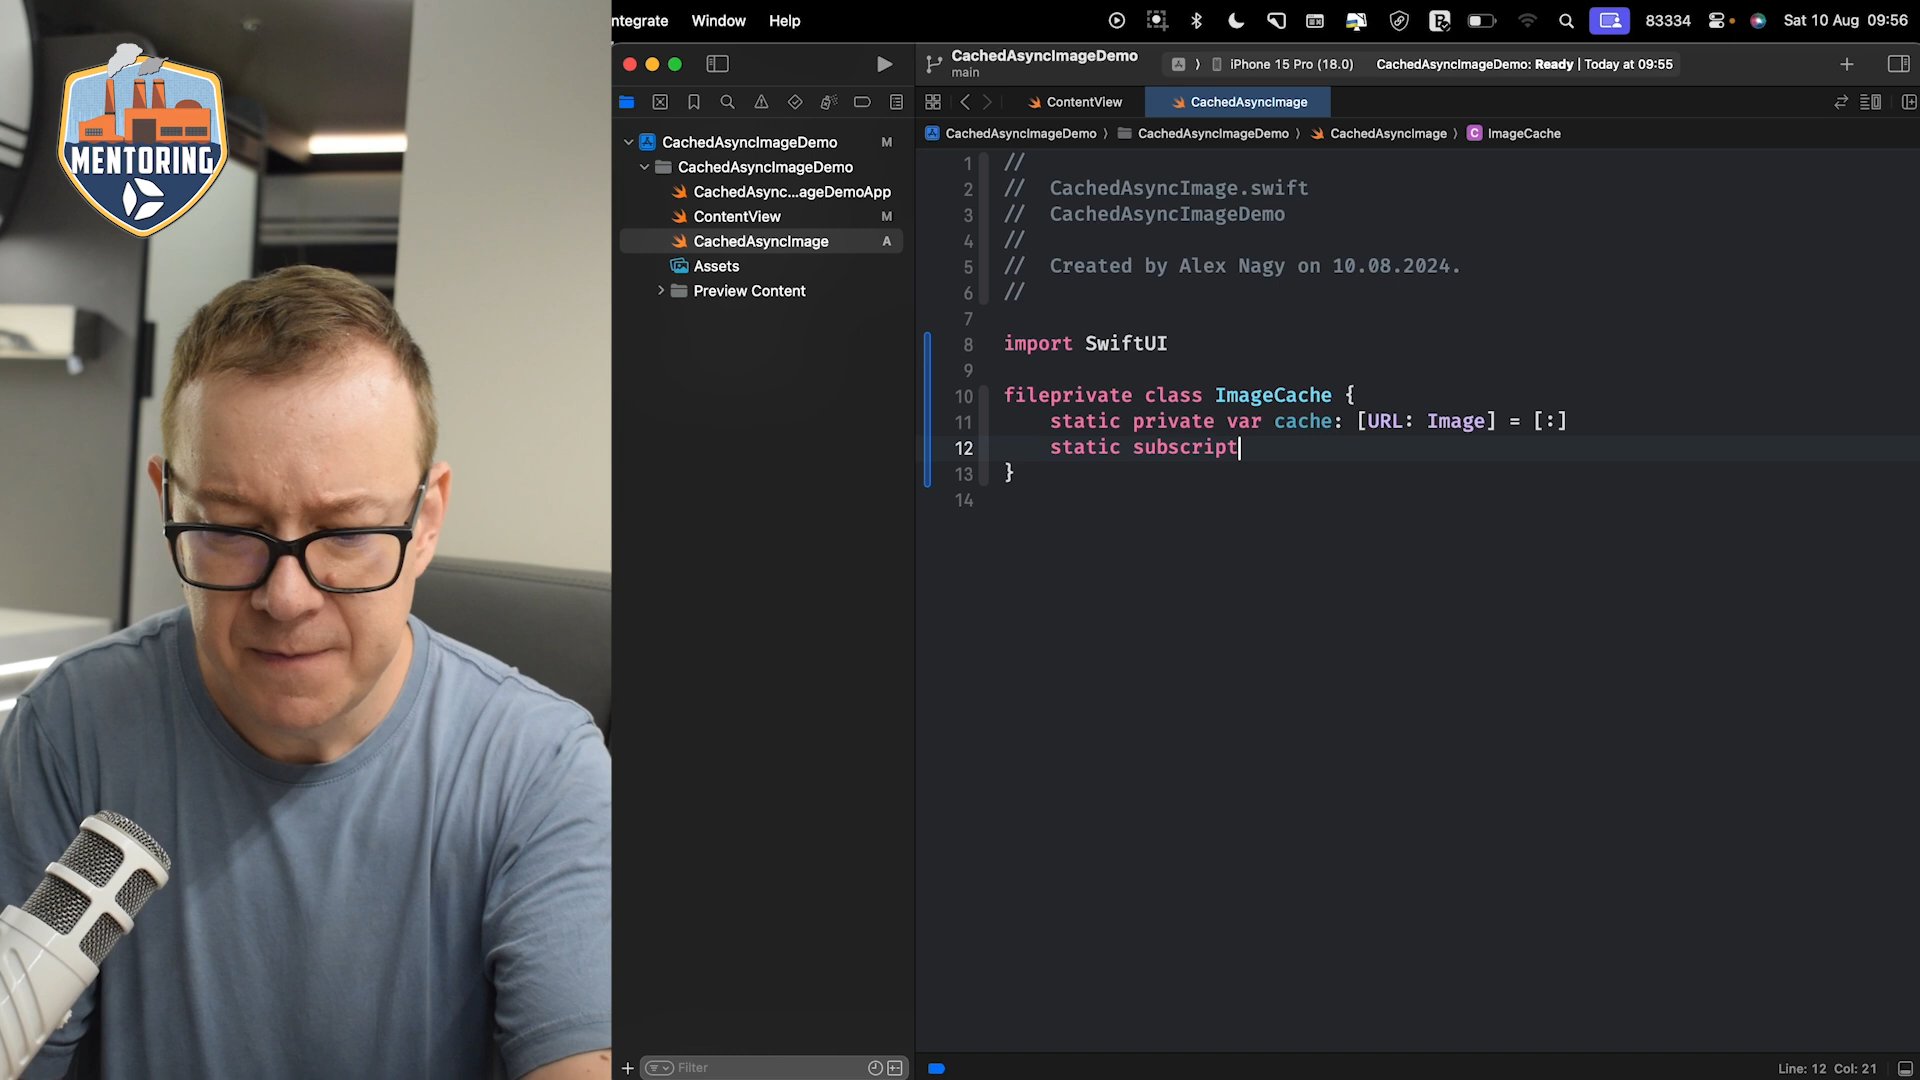 MENTORING
ntegrate Window Help
83334 Sat 10 Aug 09:56
CachedAsyncImageDemo
main
iPhone 15 Pro (18.0)
CachedAsyncImageDemo: Ready | Today at 09:55
ContentView
CachedAsyncImage
CachedAsyncImageDemo
CachedAsyncImageDemo
CachedAsyncImage
C ImageCache
CachedAsyncImageDemo M
CachedAsyncImageDemo
CachedAsync...ageDemoApp
ContentView M
CachedAsyncImage A
Assets
Preview Content
1 //
2 // CachedAsyncImage.swift
3 // CachedAsyncImageDemo
4 //
5 // Created by Alex Nagy on 10.08.2024.
6 //
7
8 import SwiftUI
9
10 fileprivate class ImageCache {
11 static private var cache: [URL: Image] = [:]
12 static subscript
13 }
14
Filter
Line: 12 Col: 21